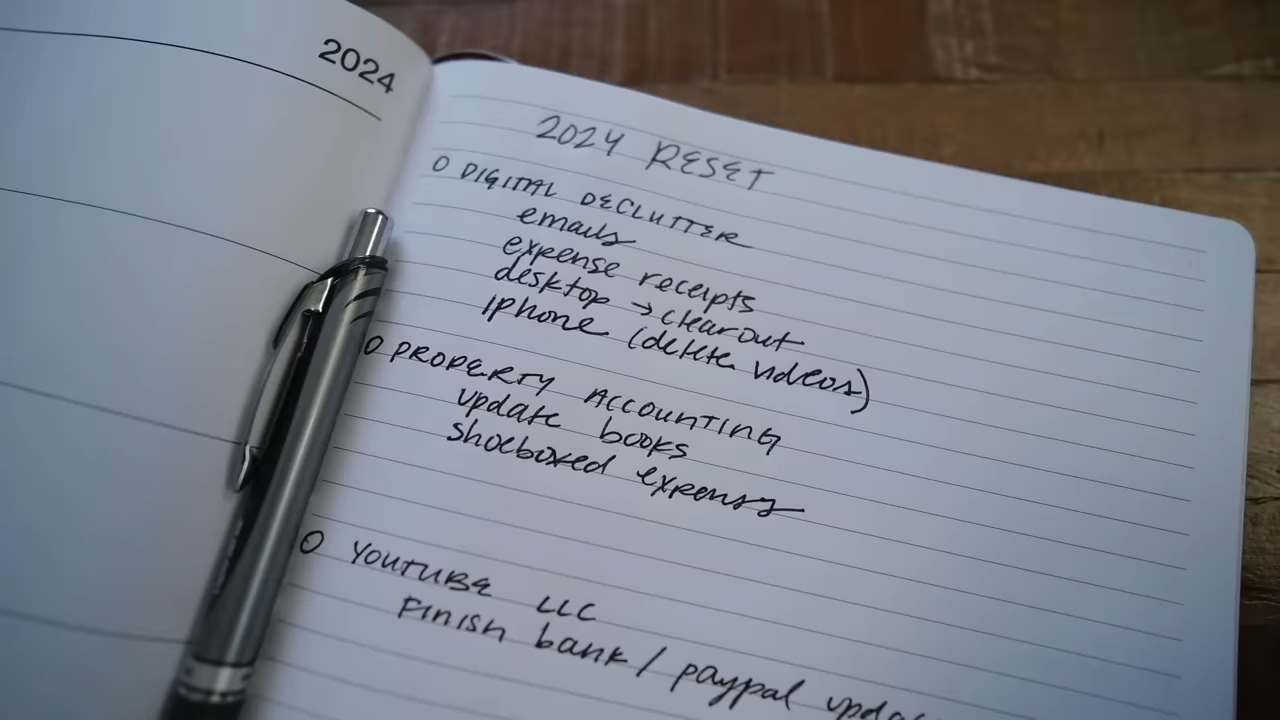 2024
2024 RESET
O DIGITAL DECLUTTER
emails
expense receipts
desktop → clearout
iphone (delete videos)
O PROPERTY ACCOUNTING
update books
shoeboxed expenses
O YOUTUBE LLC
Finish bank / paypal